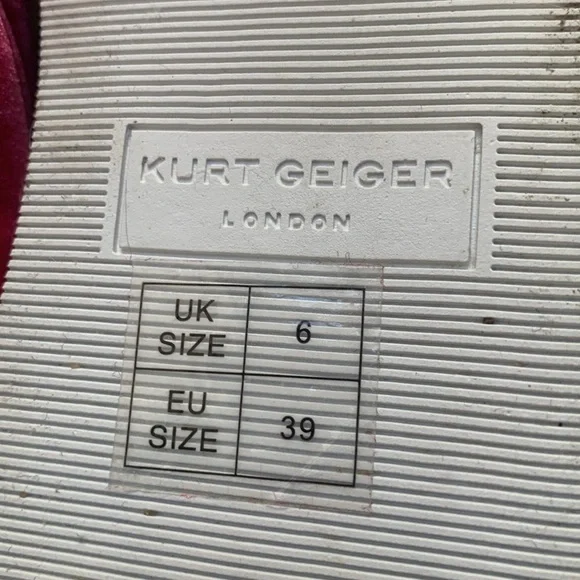 KURT GEIGER
LONDON
UK SIZE 6
EU SIZE 39